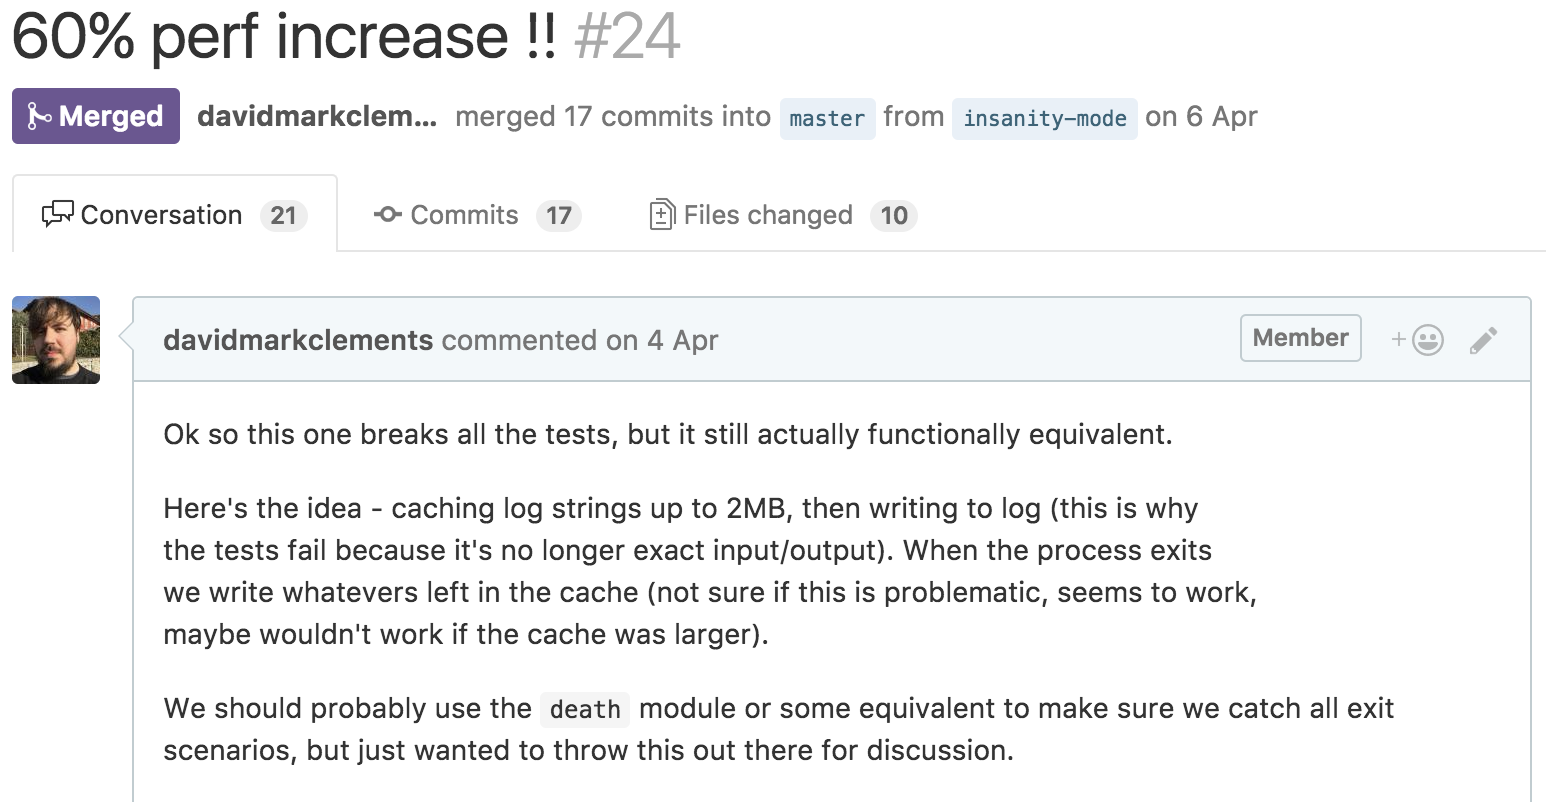 60% perf increase !! #24
Merged davidmarkclem... merged 17 commits into master from insanity-mode on 6 Apr
Conversation 21 Commits 17 Files changed 10
davidmarkclements commented on 4 Apr Member +
Ok so this one breaks all the tests, but it still actually functionally equivalent.
Here's the idea - caching log strings up to 2MB, then writing to log (this is why
the tests fail because it's no longer exact input/output). When the process exits
we write whatevers left in the cache (not sure if this is problematic, seems to work,
maybe wouldn't work if the cache was larger).
We should probably use the death module or some equivalent to make sure we catch all exit
scenarios, but just wanted to throw this out there for discussion.